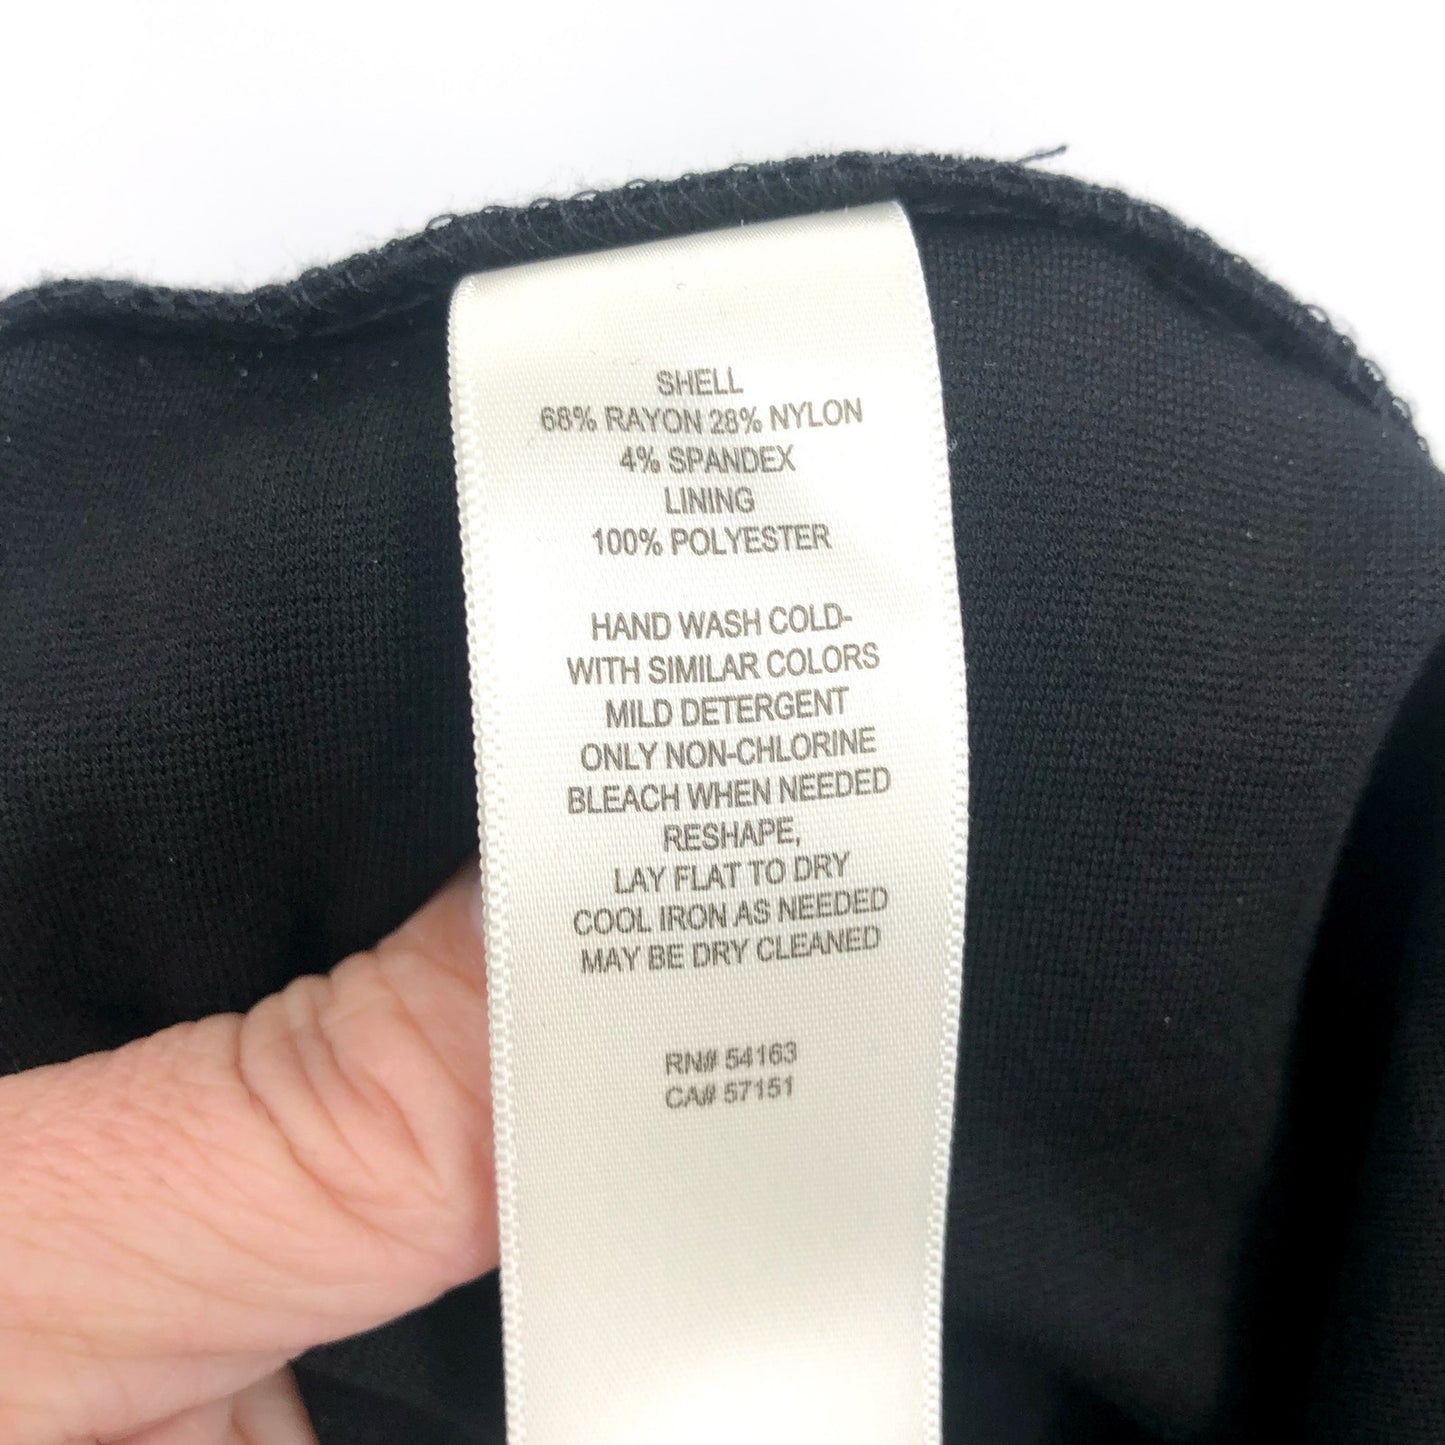 SHELL
68% RAYON 28% NYLON
4% SPANDEX
LINING
100% POLYESTER
HAND WASH COLD-
WITH SIMILAR COLORS
MILD DETERGENT
ONLY NON-CHLORINE
BLEACH WHEN NEEDED
RESHAPE,
LAY FLAT TO DRY
COOL IRON AS NEEDED
MAY BE DRY CLEANED
RN# 54163
CA# 57151